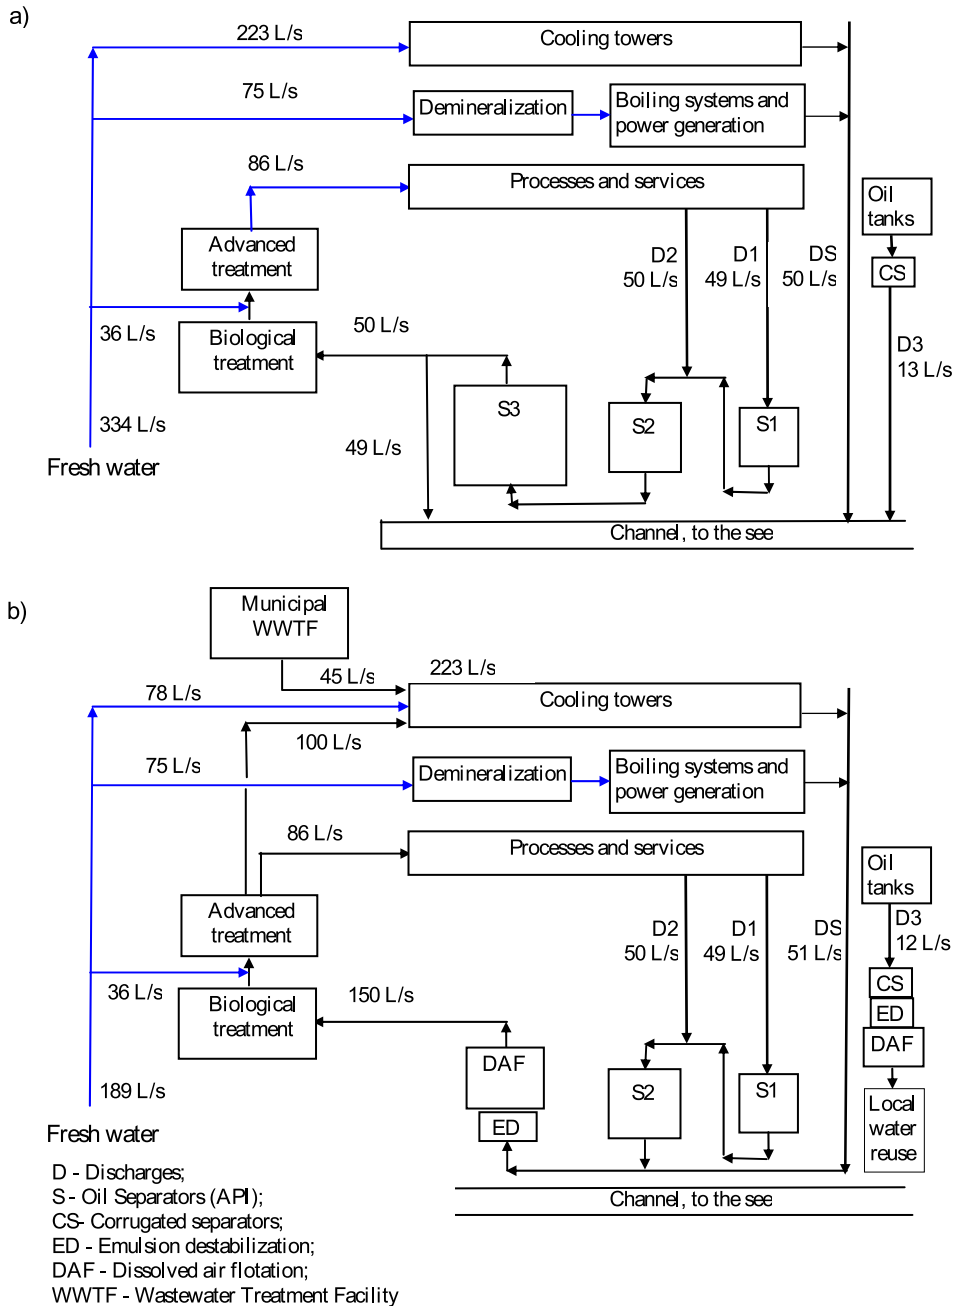 a)
223 L/s
Cooling towers
75 L/s
Demineralization
Boiling systems and
power generation
86 L/s
Processes and services
Oil
tanks
Advanced
treatment
D2
50 L/s
D1
49 L/s
DS
50 L/s
CS
36 L/s
Biological
treatment
50 L/s
D3
13 L/s
S3
S2
S1
334 L/s
49 L/s
Fresh water
Channel, to the see
b)
Municipal
WWTF
45 L/s
223 L/s
78 L/s
Cooling towers
100 L/s
75 L/s
Demineralization
Boiling systems and
power generation
86 L/s
Processes and services
Oil
tanks
Advanced
treatment
D2
50 L/s
D1
49 L/s
DS
51 L/s
D3
12 L/s
36 L/s
Biological
treatment
150 L/s
CS
ED
DAF
DAF
S2
S1
189 L/s
ED
Local
water
reuse
Fresh water
Channel, to the see
D - Discharges;
S - Oil Separators (API);
CS- Corrugated separators;
ED - Emulsion destabilization;
DAF - Dissolved air flotation;
WWTF - Wastewater Treatment Facility